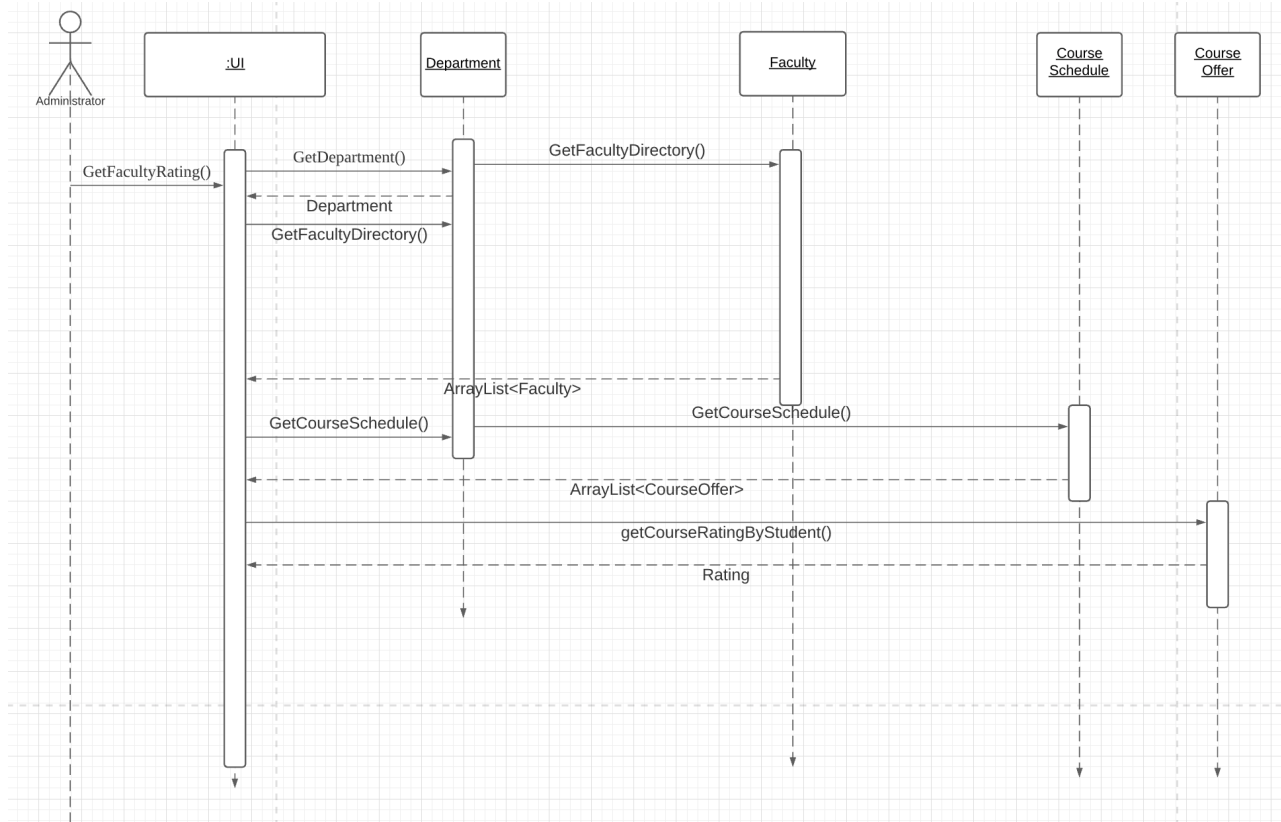 :UI
Department
Faculty
Course
Schedule
Course
Offer
Administrator
GetFacultyRating()
GetDepartment()
GetFacultyDirectory()
Department
GetFacultyDirectory()
ArrayList<Faculty>
GetCourseSchedule()
GetCourseSchedule()
ArrayList<CourseOffer>
getCourseRatingByStudent()
Rating